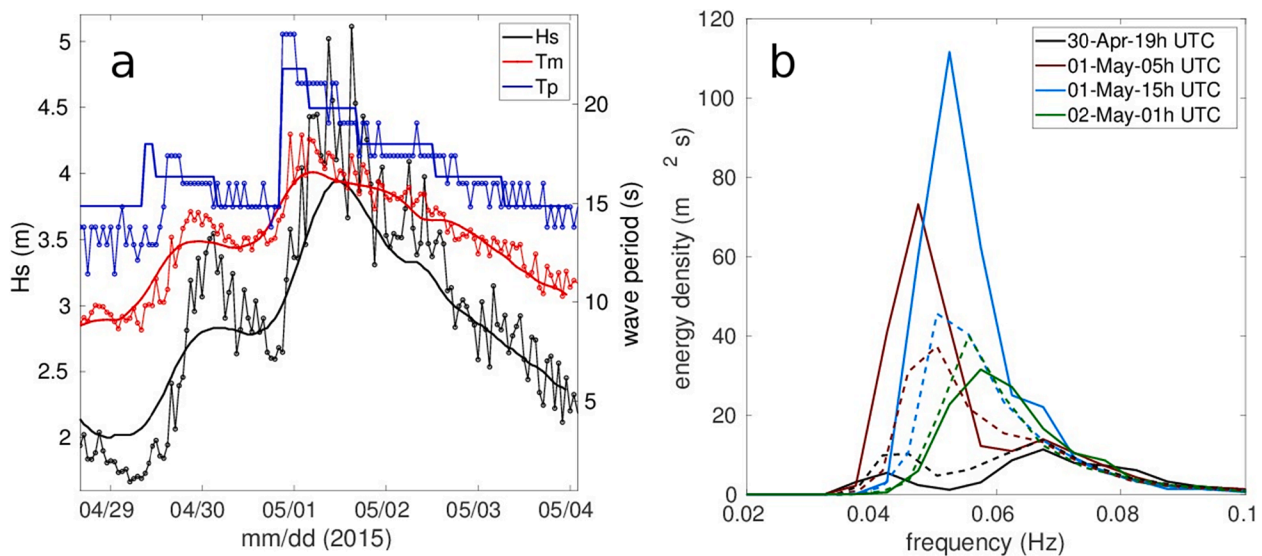 a
Hs
Tm
Tp
5
4.5
4
3.5
3
2.5
2
Hs (m)
20
15
10
5
wave period (s)
04/29 04/30 05/01 05/02 05/03 05/04
mm/dd (2015)
b
30-Apr-19h UTC
01-May-05h UTC
01-May-15h UTC
02-May-01h UTC
120
100
80
60
40
20
0
energy density (m 2 s)
0.02 0.04 0.06 0.08 0.1
frequency (Hz)